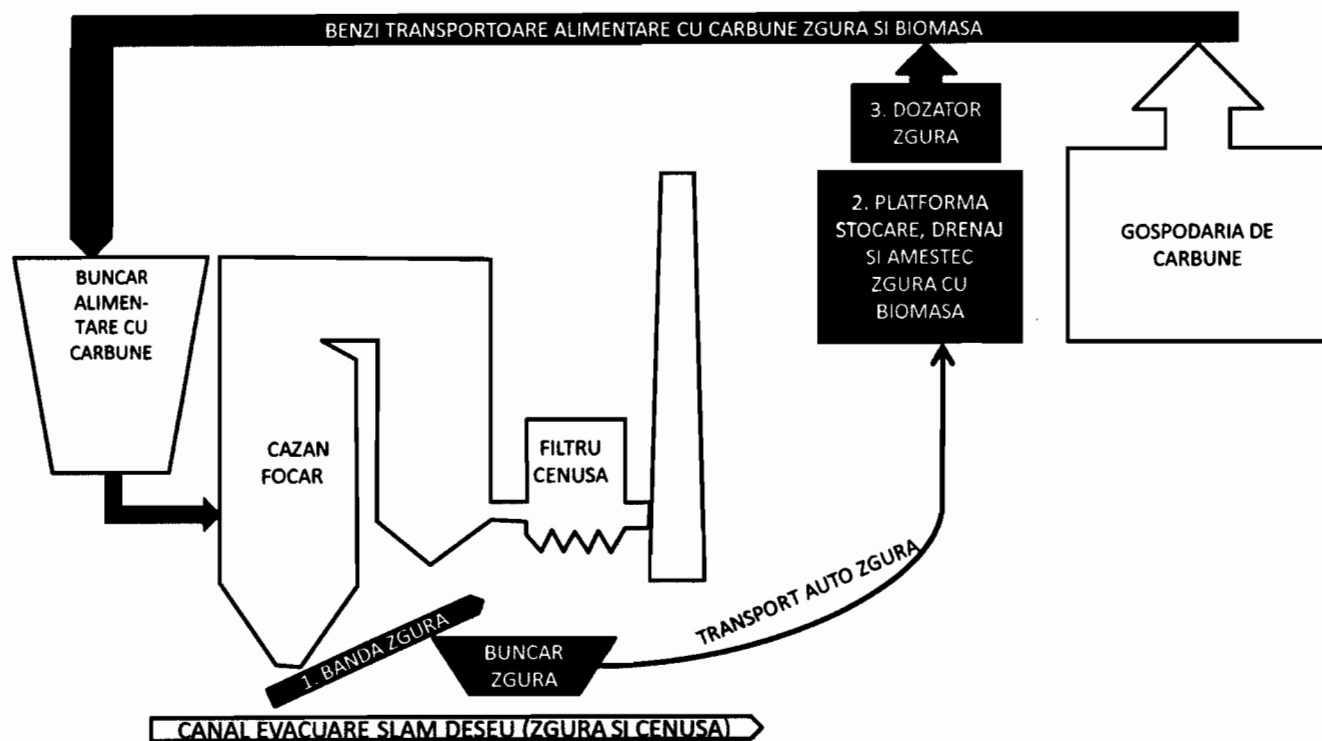 BENZI TRANSPORTOARE ALIMENTARE CU CARBUNE ZGURA SI BIOMASA
3. DOZATOR
ZGURA
2. PLATFORMA
STOCARE, DRENAJ
SI AMESTEC
ZGURA CU
BIOMASA
GOSPODARIA DE
CARBUNE
BUNCAR
ALIMEN-
TARE CU
CARBUNE
CAZAN
FOCAR
FILTRU
CENUSA
TRANSPORT AUTO ZGURA
1. BANDA ZGURA
BUNCAR
ZGURA
CANAL EVACUARE SLAM DESEU (ZGURA SI CENUSA)